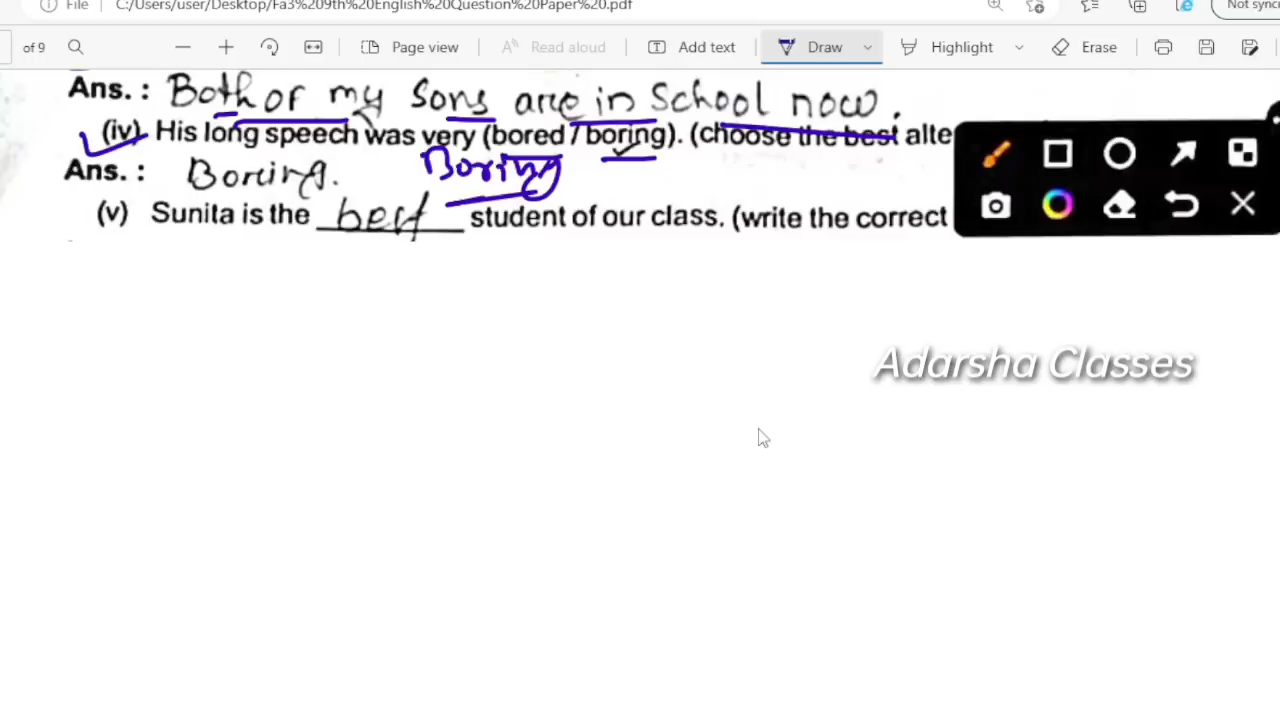 File C:/Users/user/Desktop/Fa3%209th%20English%20Question%20Paper%20.pdf Not sync
of 9 Page view Read aloud Add text Draw Highlight Erase
Ans. : Both of my Sons are in School now.
(iv) His long speech was very (bored / boring). (choose the best alte
Boring
Ans. : Boring.
(v) Sunita is the best student of our class. (write the correct
Adarsha Classes